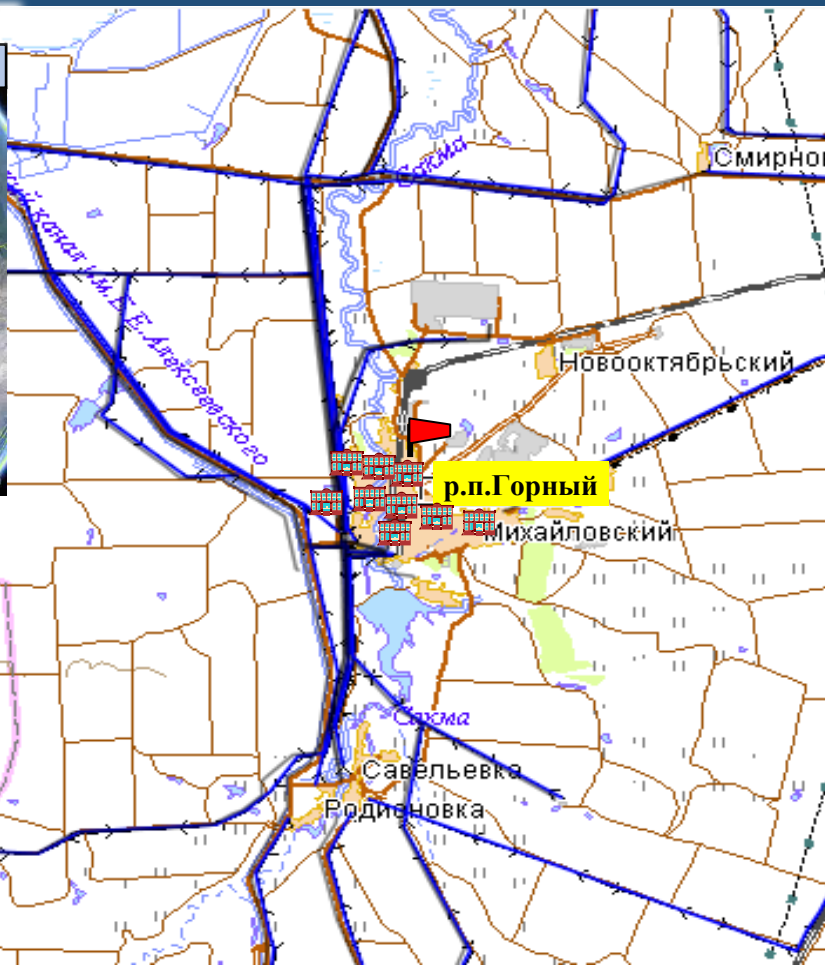 Сакма
Смирнов
канал им. Е.Е.Алексеевского
Новооктябрьский
р.п.Горный
Михайловский
Сакма
Савельевка
Родионовка